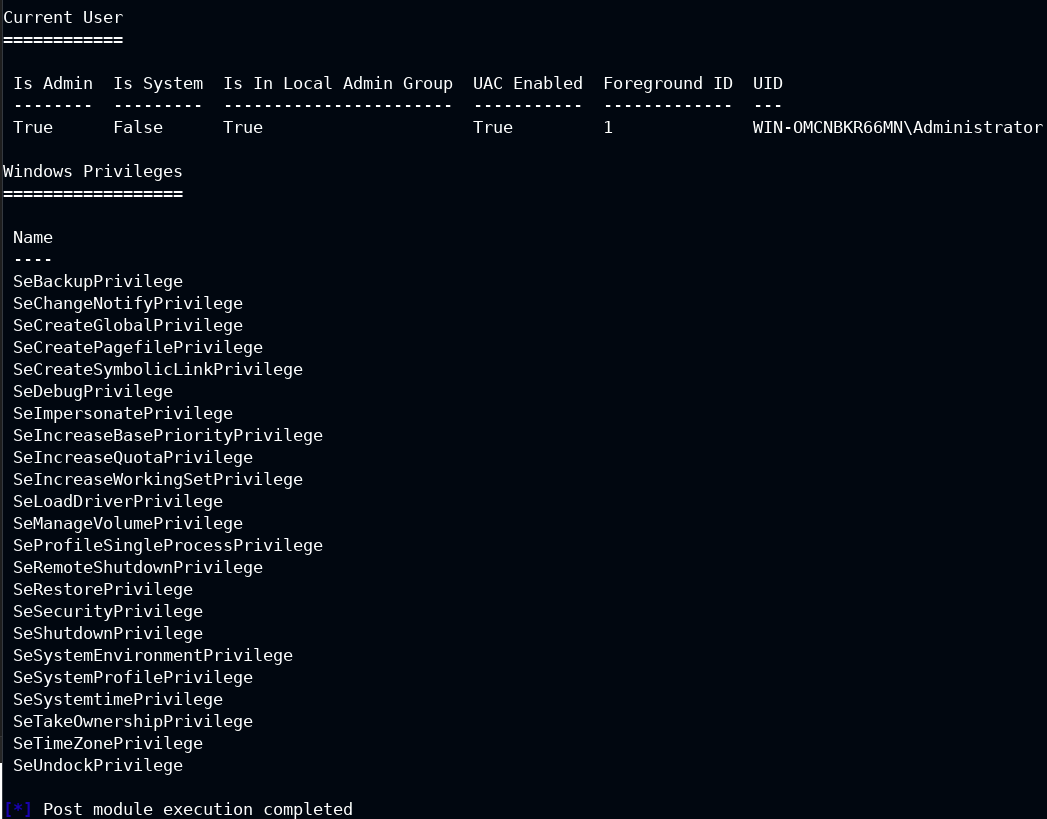 Current User
============
Is Admin  Is System  Is In Local Admin Group  UAC Enabled  Foreground ID  UID
--------  ---------  -----------------------  -----------  -------------  ---
True      False      True                     True         1              WIN-OMCNBKR66MN\Administrator
Windows Privileges
==================
Name
----
SeBackupPrivilege
SeChangeNotifyPrivilege
SeCreateGlobalPrivilege
SeCreatePagefilePrivilege
SeCreateSymbolicLinkPrivilege
SeDebugPrivilege
SeImpersonatePrivilege
SeIncreaseBasePriorityPrivilege
SeIncreaseQuotaPrivilege
SeIncreaseWorkingSetPrivilege
SeLoadDriverPrivilege
SeManageVolumePrivilege
SeProfileSingleProcessPrivilege
SeRemoteShutdownPrivilege
SeRestorePrivilege
SeSecurityPrivilege
SeShutdownPrivilege
SeSystemEnvironmentPrivilege
SeSystemProfilePrivilege
SeSystemtimePrivilege
SeTakeOwnershipPrivilege
SeTimeZonePrivilege
SeUndockPrivilege
[*] Post module execution completed